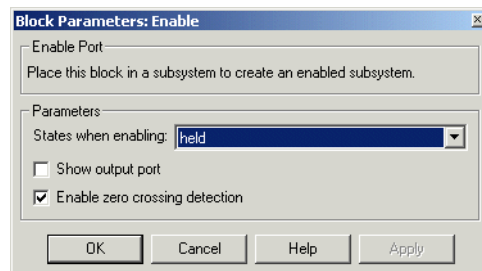 Block Parameters: Enable
Enable Port
Place this block in a subsystem to create an enabled subsystem.
Parameters
States when enabling: held
Show output port
Enable zero crossing detection
OK Cancel Help Apply